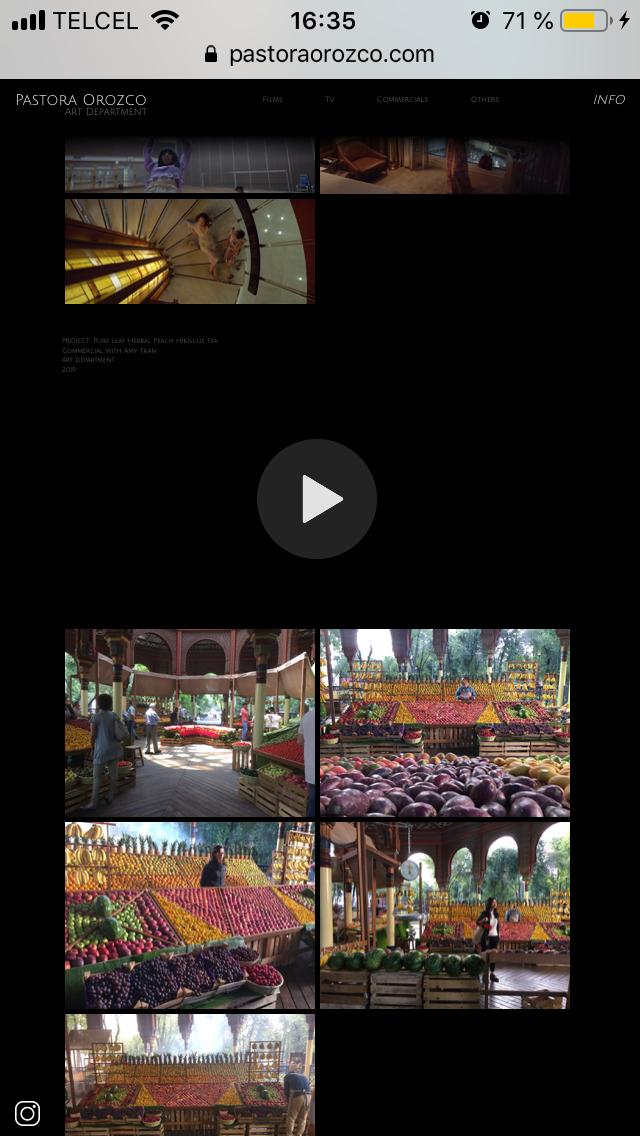 TELCEL 16:35 71 %
pastoraorozco.com
Pastora Orozco
Art Department
Films Tv Commercials Others INFO
Project: Pure Leaf Herbal Peach Hibiscus Tea
Commercial with Amy Tran
Art department
2019